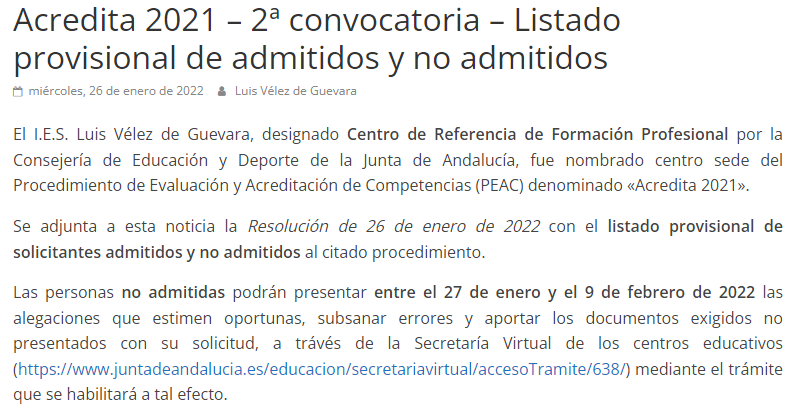 Acredita 2021 – 2ª convocatoria – Listado
provisional de admitidos y no admitidos
miércoles, 26 de enero de 2022 Luis Vélez de Guevara
El I.E.S. Luis Vélez de Guevara, designado Centro de Referencia de Formación Profesional por la
Consejería de Educación y Deporte de la Junta de Andalucía, fue nombrado centro sede del
Procedimiento de Evaluación y Acreditación de Competencias (PEAC) denominado «Acredita 2021».
Se adjunta a esta noticia la Resolución de 26 de enero de 2022 con el listado provisional de
solicitantes admitidos y no admitidos al citado procedimiento.
Las personas no admitidas podrán presentar entre el 27 de enero y el 9 de febrero de 2022 las
alegaciones que estimen oportunas, subsanar errores y aportar los documentos exigidos no
presentados con su solicitud, a trávés de la Secretaría Virtual de los centros educativos
(https://www.juntadeandalucia.es/educacion/secretariavirtual/accesoTramite/638/) mediante el trámite
que se habilitará a tal efecto.